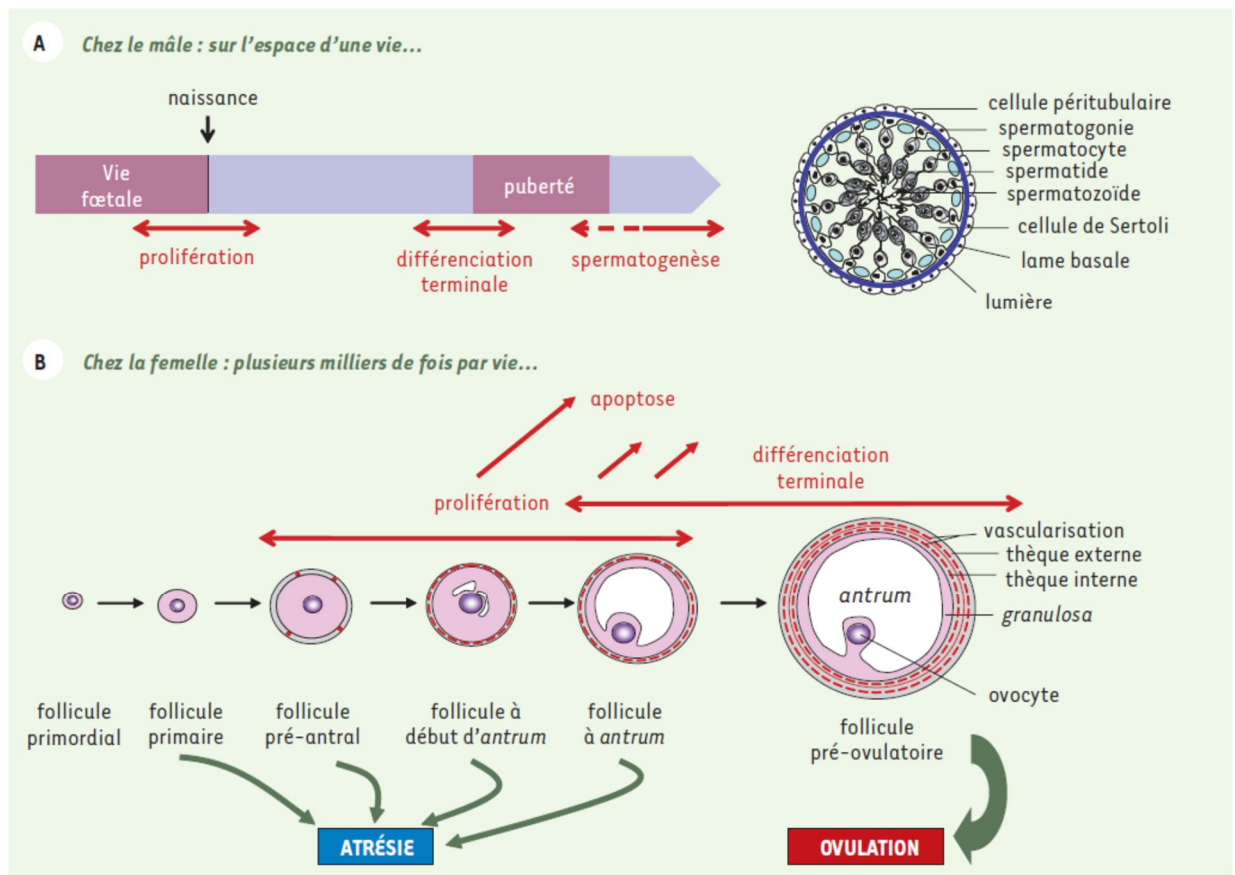 A
Chez le mâle : sur l’espace d’une vie…
naissance
Vie
fœtale
puberté
prolifération
différenciation
terminale
spermatogenèse
cellule péritubulaire
spermatogonie
spermatocyte
spermatide
spermatozoïde
cellule de Sertoli
lame basale
lumière
B
Chez la femelle : plusieurs milliers de fois par vie…
apoptose
différenciation
terminale
prolifération
vascularisation
thèque externe
thèque interne
granulosa
antrum
ovocyte
follicule
primordial
follicule
primaire
follicule
pré-antral
follicule à
début d’antrum
follicule
à antrum
follicule
pré-ovulatoire
ATRÉSIE
OVULATION